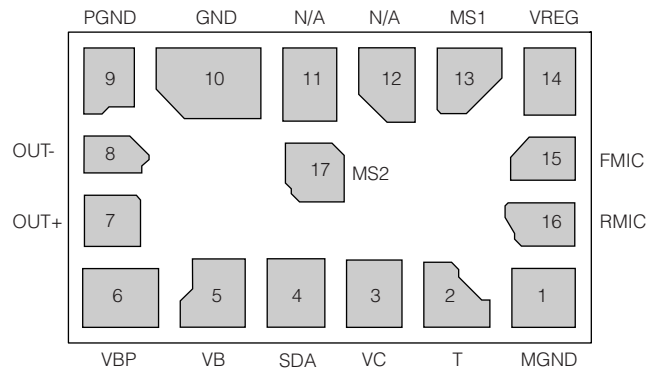 PGND GND N/A N/A MS1 VREG
9 10 11 12 13 14
OUT- 8 17 MS2 15 FMIC
OUT+ 7 16 RMIC
6 5 4 3 2 1
VBP VB SDA VC T MGND